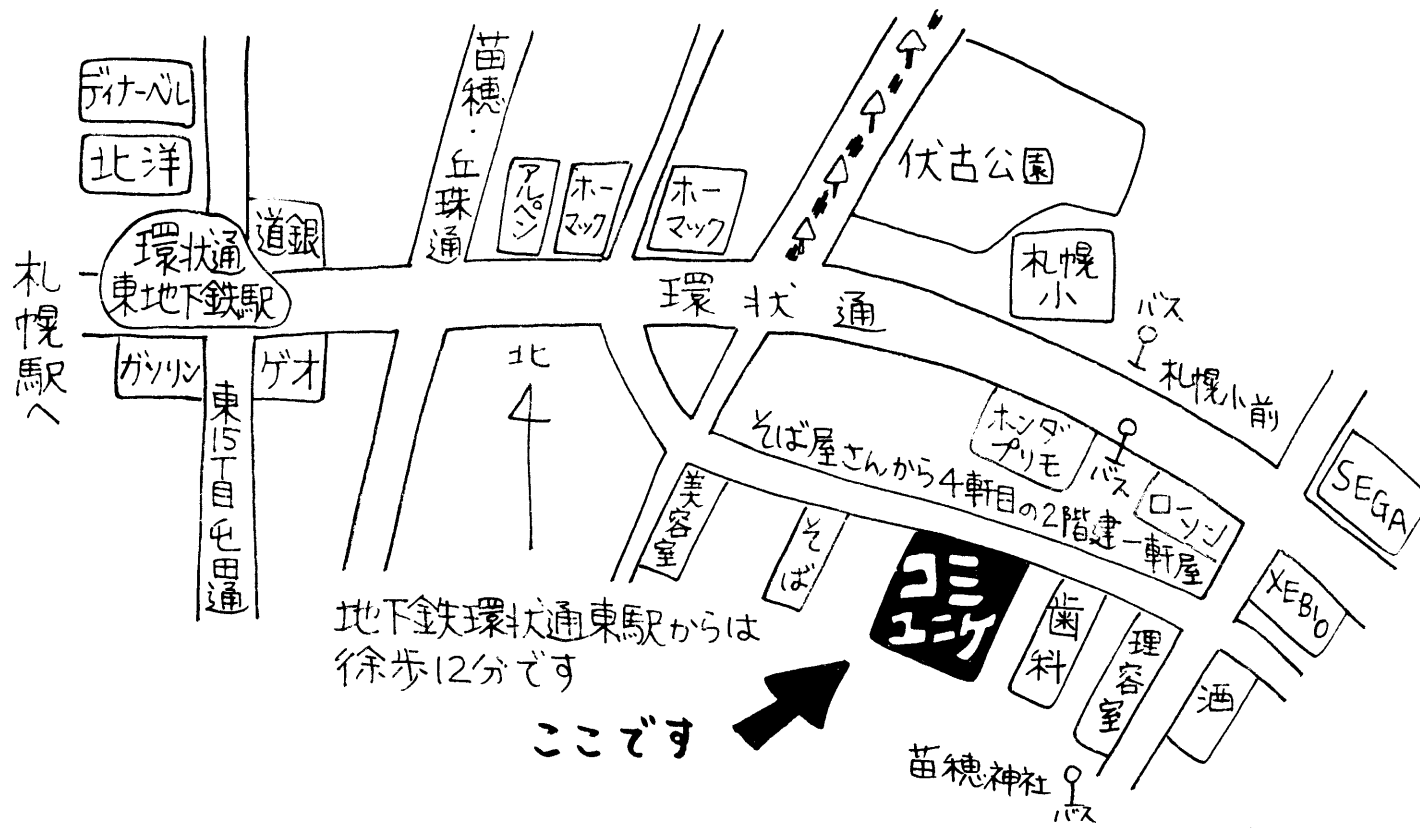 ディナーベル
北洋
環状通
東地下鉄駅
道銀
札幌駅へ
ガソリン
ゲオ
東15丁目屯田通
苗穂・丘珠通
アルペン
ホー
マック
ホー
マック
環状通
伏古公園
札幌
小
バス
札幌小前
北
そば屋さんから4軒目の2階建一軒屋
ホンダ
プリモ
バス
ローソン
SEGA
XEBIO
美容室
そば
コミ
ユニケ
歯科
理容室
酒
地下鉄環状通東駅からは
徐歩12分です
ここです
苗穂神社
バス